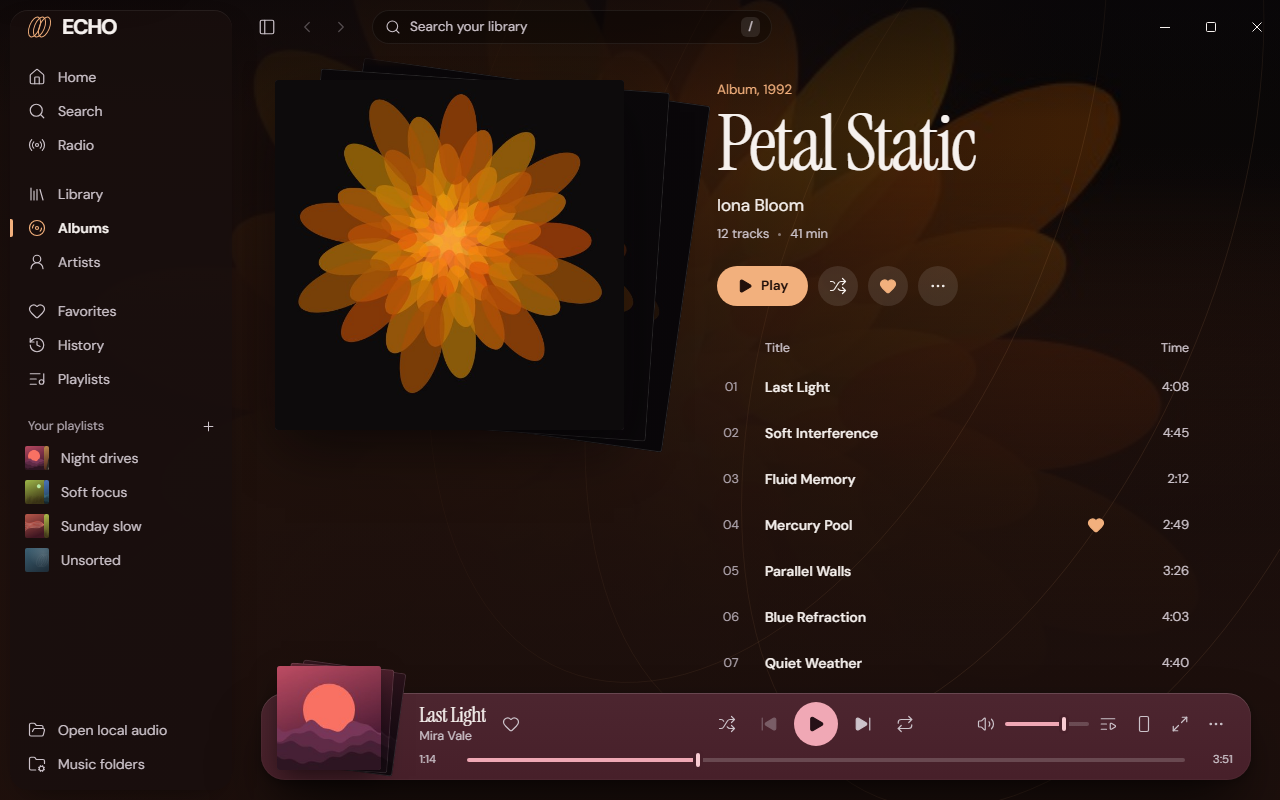 ECHO
Search your library
/
Home
Search
Radio
Library
Albums
Artists
Favorites
History
Playlists
Your playlists
Night drives
Soft focus
Sunday slow
Unsorted
Open local audio
Music folders
Album, 1992
Petal Static
Iona Bloom
12 tracks • 41 min
Play
Title Time
01 Last Light 4:08
02 Soft Interference 4:45
03 Fluid Memory 2:12
04 Mercury Pool 2:49
05 Parallel Walls 3:26
06 Blue Refraction 4:03
07 Quiet Weather 4:40
Last Light
Mira Vale
1:14 3:51